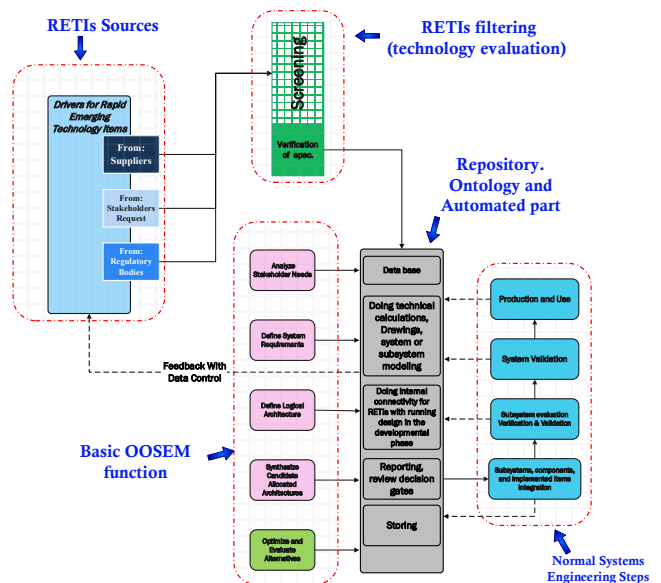 RETIs Sources
RETIs filtering
(technology evaluation)
Drivers for Rapid
Emerging
Technology Items
From:
Suppliers
From:
Stakeholders
Request
From:
Regulatory
Bodies
Screening
Verification
of spec.
Repository.
Ontology and
Automated part
Analyze
Stakeholder Needs
Data base
Production and Use
Define System
Requirements
Doing technical
calculations,
Drawings,
system or
subsystem
modeling
System Validation
Feedback With
Data Control
Define Logical
Architecture
Doing internal
connectivity for
RETIs with running
design in the
developmental
phase
Subsystem evaluation
Verification & Validation
Basic OOSEM
function
Synthesize
Candidate
Allocated Architectures
Reporting,
review decision
gates
Subsystems, components,
and implemented items
integration
Storing
Optimize and
Evaluate
Alternatives
Normal Systems
Engineering Steps